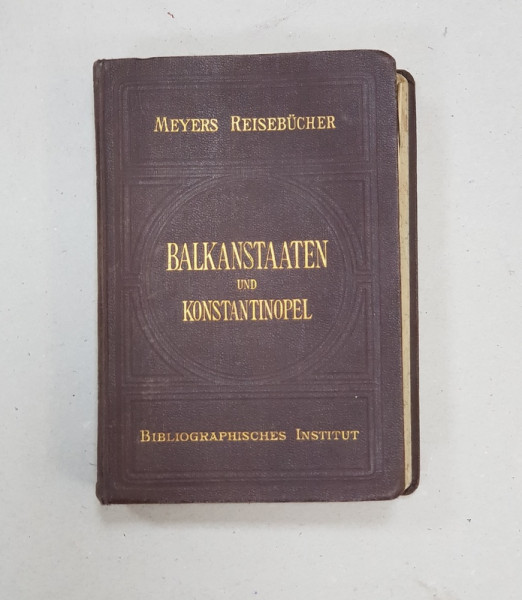 MEYERS REISEBÜCHER
BALKANSTAATEN
UND
KONSTANTINOPEL
BIBLIOGRAPHISCHES INSTITUT